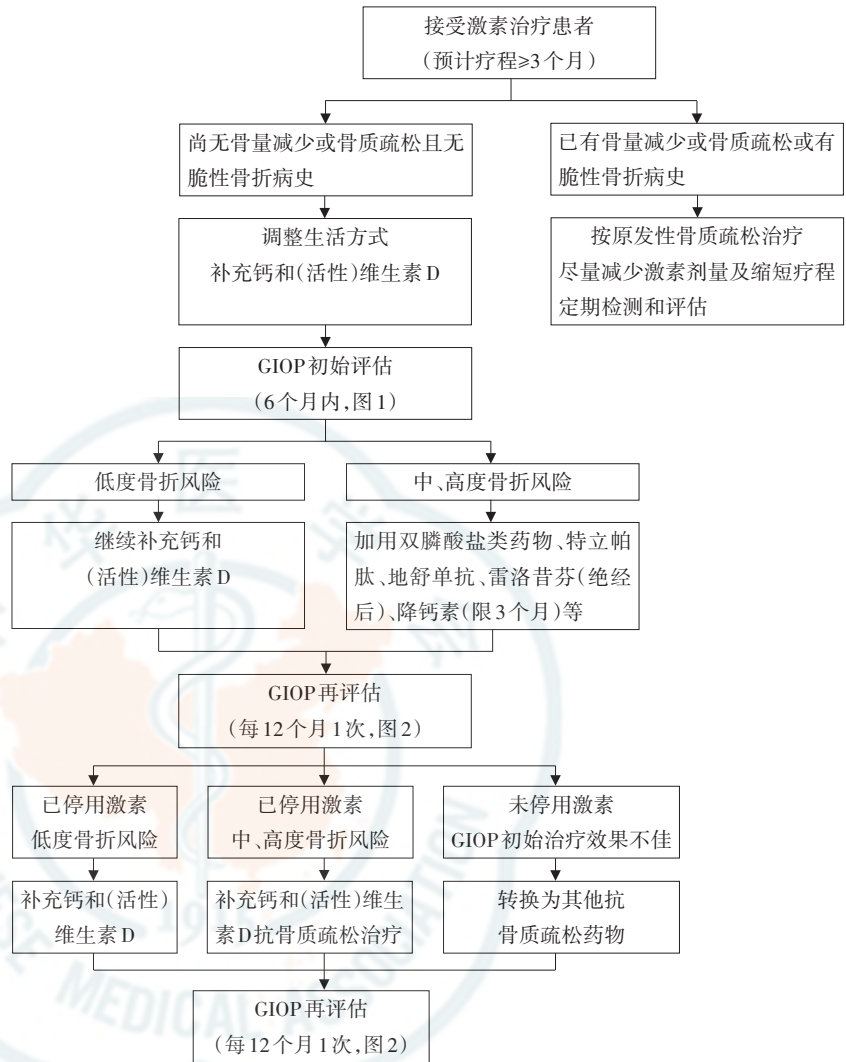 接受激素治疗患者
(预计疗程≥3个月)
尚无骨量减少或骨质疏松且无
脆性骨折病史
已有骨量减少或骨质疏松或有
脆性骨折病史
调整生活方式
补充钙和(活性)维生素D
按原发性骨质疏松治疗
尽量减少激素剂量及缩短疗程
定期检测和评估
GIOP初始评估
(6个月内,图1)
低度骨折风险
中、高度骨折风险
继续补充钙和
(活性)维生素D
加用双膦酸盐类药物、特立帕
肽、地舒单抗、雷洛昔芬(绝经
后)、降钙素(限3个月)等
GIOP再评估
(每12个月1次,图2)
已停用激素
低度骨折风险
已停用激素
中、高度骨折风险
未停用激素
GIOP初始治疗效果不佳
补充钙和(活性)
维生素D
补充钙和(活性)维生
素D抗骨质疏松治疗
转换为其他抗
骨质疏松药物
GIOP再评估
(每12个月1次,图2)
华医学会
MEDICAL ASSOCIATION